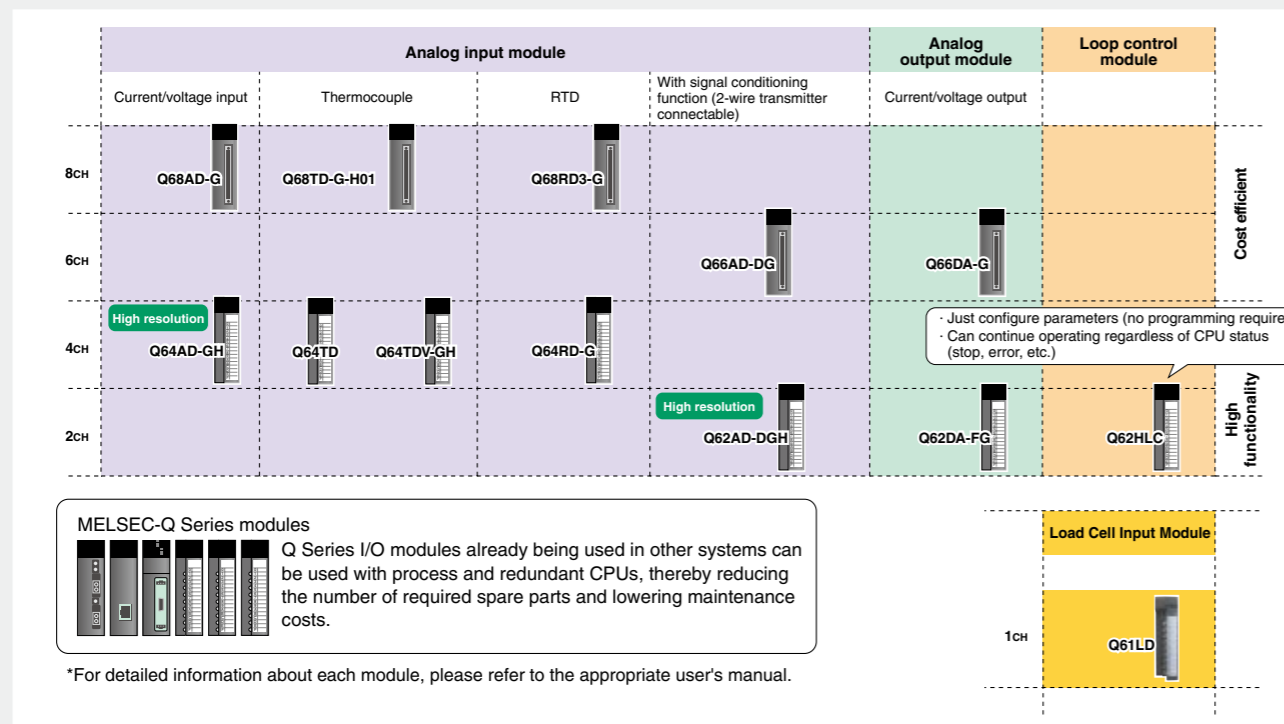 Analog input module
Analog
output module
Loop control
module
Current/voltage input
Thermocouple
RTD
With signal conditioning
function (2-wire transmitter
connectable)
Current/voltage output
8CH
Q68AD-G
Q68TD-G-H01
Q68RD3-G
Cost efficient
6CH
Q66AD-DG
Q66DA-G
High resolution
· Just configure parameters (no programming require
· Can continue operating regardless of CPU status
(stop, error, etc.)
4CH
Q64AD-GH
Q64TD
Q64TDV-GH
Q64RD-G
High
functionality
High resolution
2CH
Q62AD-DGH
Q62DA-FG
Q62HLC
MELSEC-Q Series modules
Q Series I/O modules already being used in other systems can
be used with process and redundant CPUs, thereby reducing
the number of required spare parts and lowering maintenance
costs.
Load Cell Input Module
1CH
Q61LD
*For detailed information about each module, please refer to the appropriate user's manual.